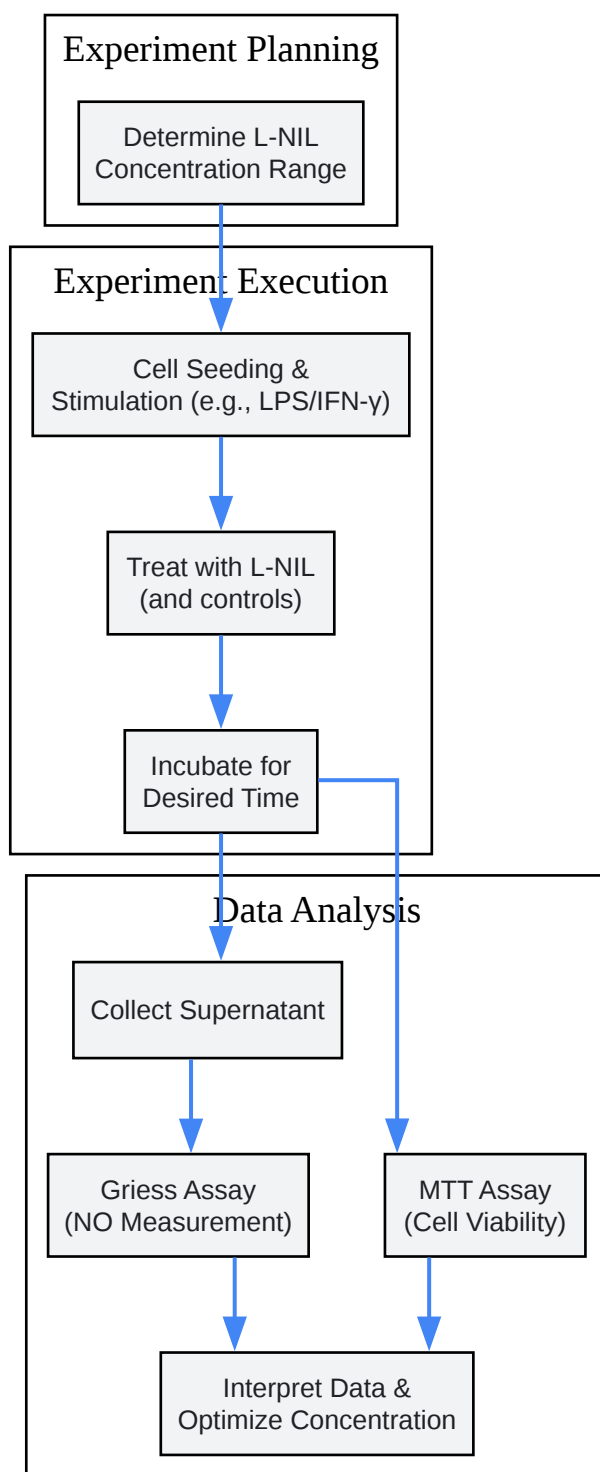 Experiment Planning
Determine L-NIL
Concentration Range
Experiment Execution
Cell Seeding &
Stimulation (e.g., LPS/IFN-γ)
Treat with L-NIL
(and controls)
Incubate for
Desired Time
Data Analysis
Collect Supernatant
Griess Assay
(NO Measurement)
MTT Assay
(Cell Viability)
Interpret Data &
Optimize Concentration